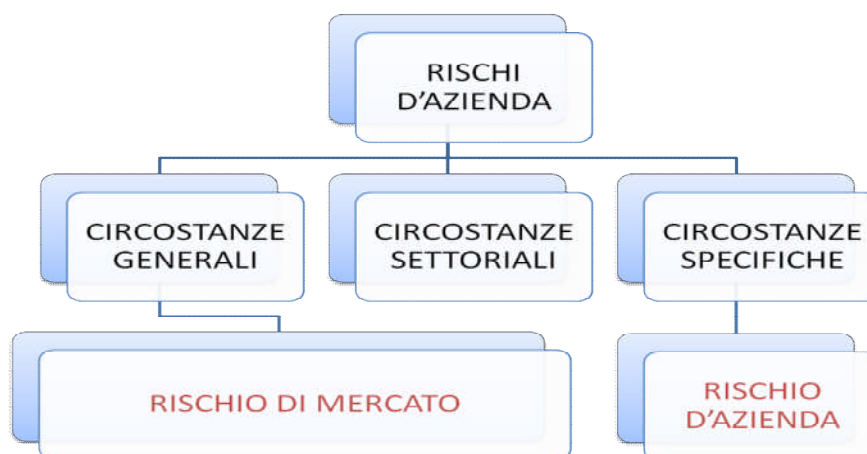 RISCHI
D'AZIENDA
CIRCOSTANZE
GENERALI
CIRCOSTANZE
SETTORIALI
CIRCOSTANZE
SPECIFICHE
RISCHIO DI MERCATO
RISCHIO
D'AZIENDA